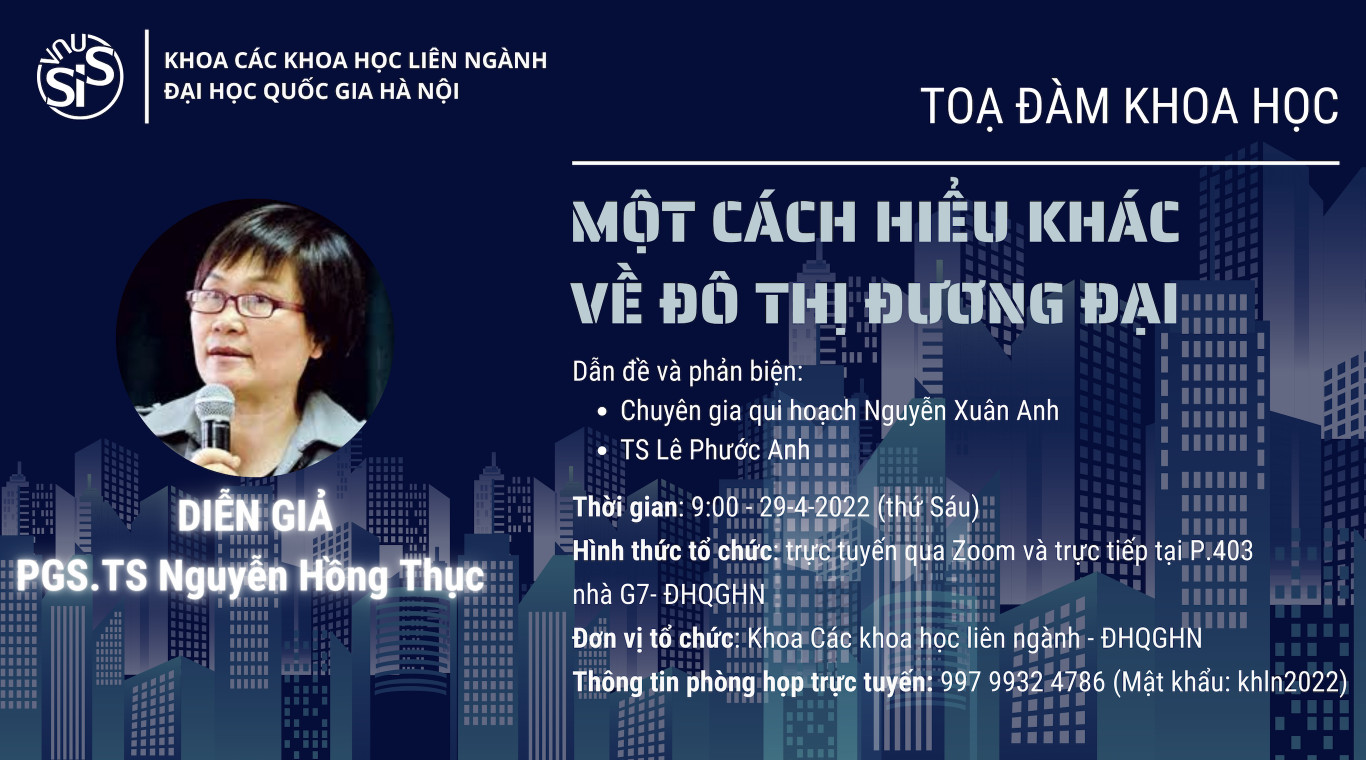 VNU
SiS
KHOA CÁC KHOA HỌC LIÊN NGÀNH
ĐẠI HỌC QUỐC GIA HÀ NỘI
TOẠ ĐÀM KHOA HỌC
MỘT CÁCH HIỂU KHÁC
VỀ ĐÔ THỊ ĐƯƠNG ĐẠI
Dẫn đề và phản biện:
• Chuyên gia qui hoạch Nguyễn Xuân Anh
• TS Lê Phước Anh
DIỄN GIẢ
PGS.TS Nguyễn Hồng Thục
Thời gian: 9:00 - 29-4-2022 (thứ Sáu)
Hình thức tổ chức: trực tuyến qua Zoom và trực tiếp tại P.403
nhà G7- ĐHQGHN
Đơn vị tổ chức: Khoa Các khoa học liên ngành - ĐHQGHN
Thông tin phòng họp trực tuyến: 997 9932 4786 (Mật khẩu: khln2022)